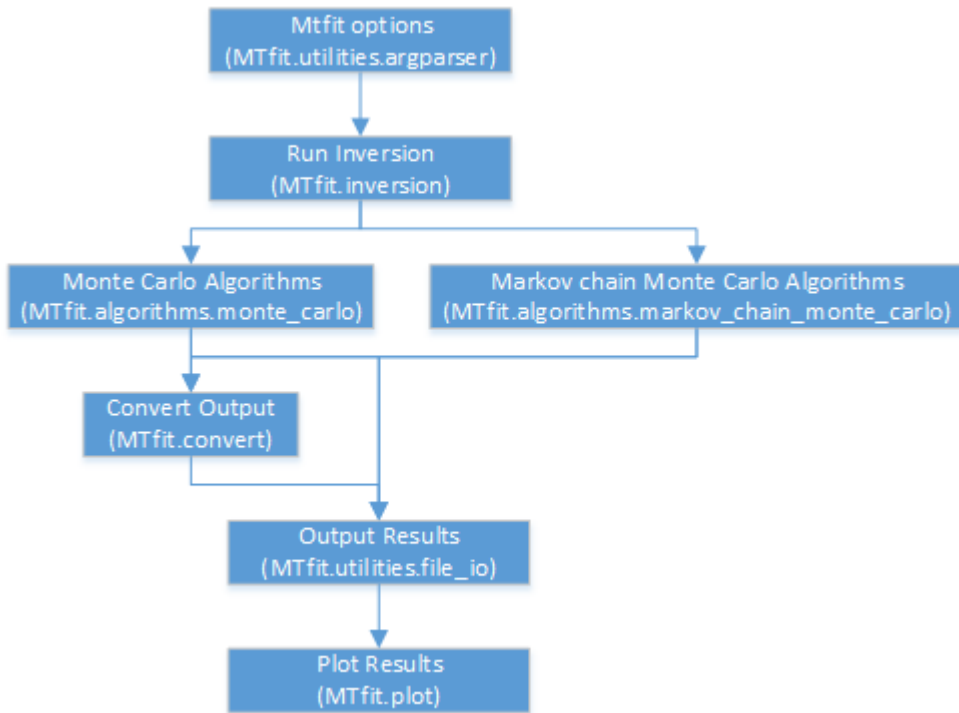 Mtfit options
(MTfit.utilities.argparser)
Run Inversion
(MTfit.inversion)
Monte Carlo Algorithms
(MTfit.algorithms.monte_carlo)
Markov chain Monte Carlo Algorithms
(MTfit.algorithms.markov_chain_monte_carlo)
Convert Output
(MTfit.convert)
Output Results
(MTfit.utilities.file_io)
Plot Results
(MTfit.plot)